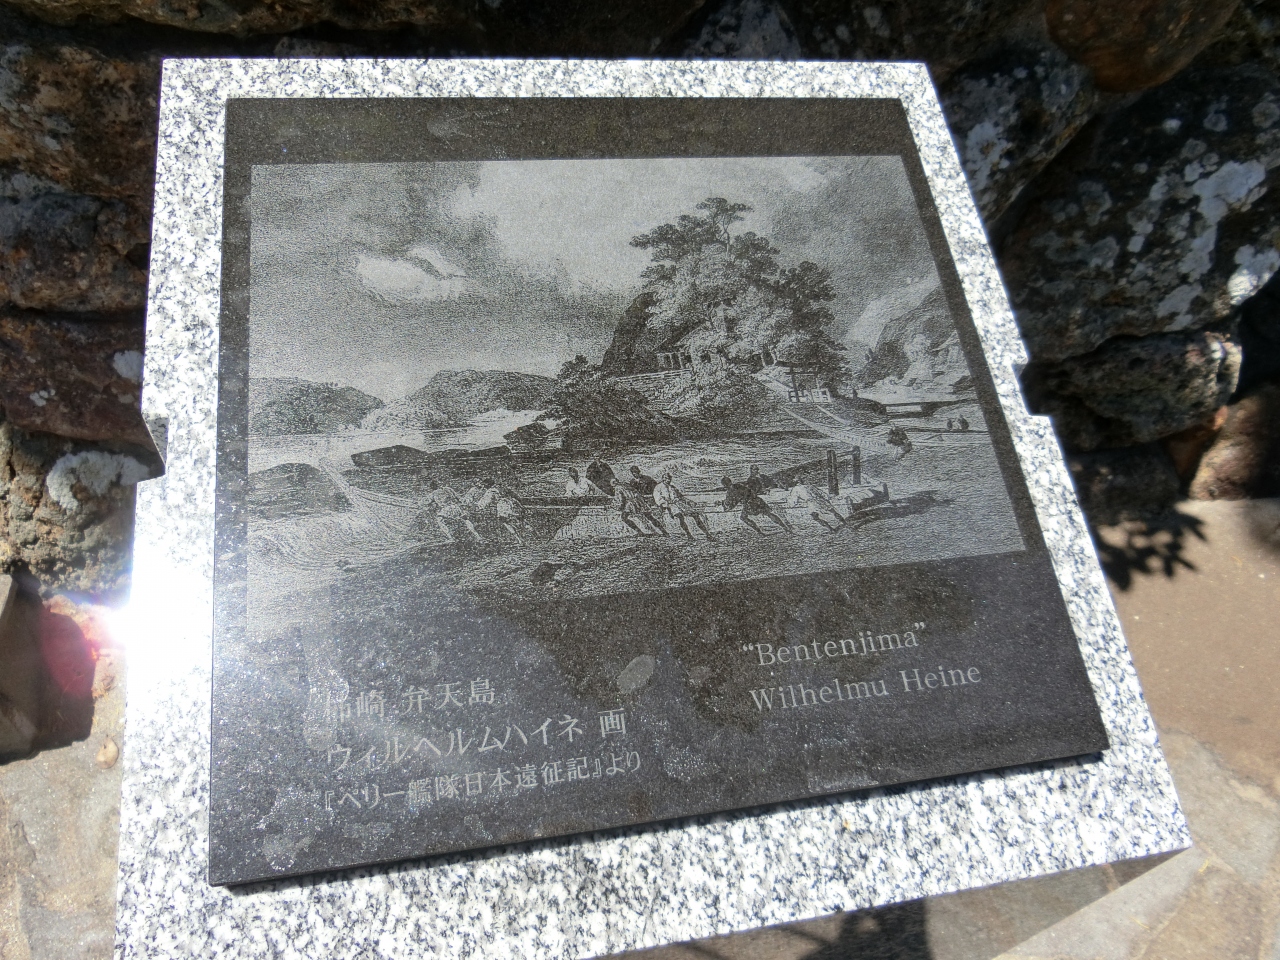 柿崎 弁天島
ウィルヘルムハイネ 画
『ペリー艦隊日本遠征記』より
“Bentenjima”
Wilhelmu Heine